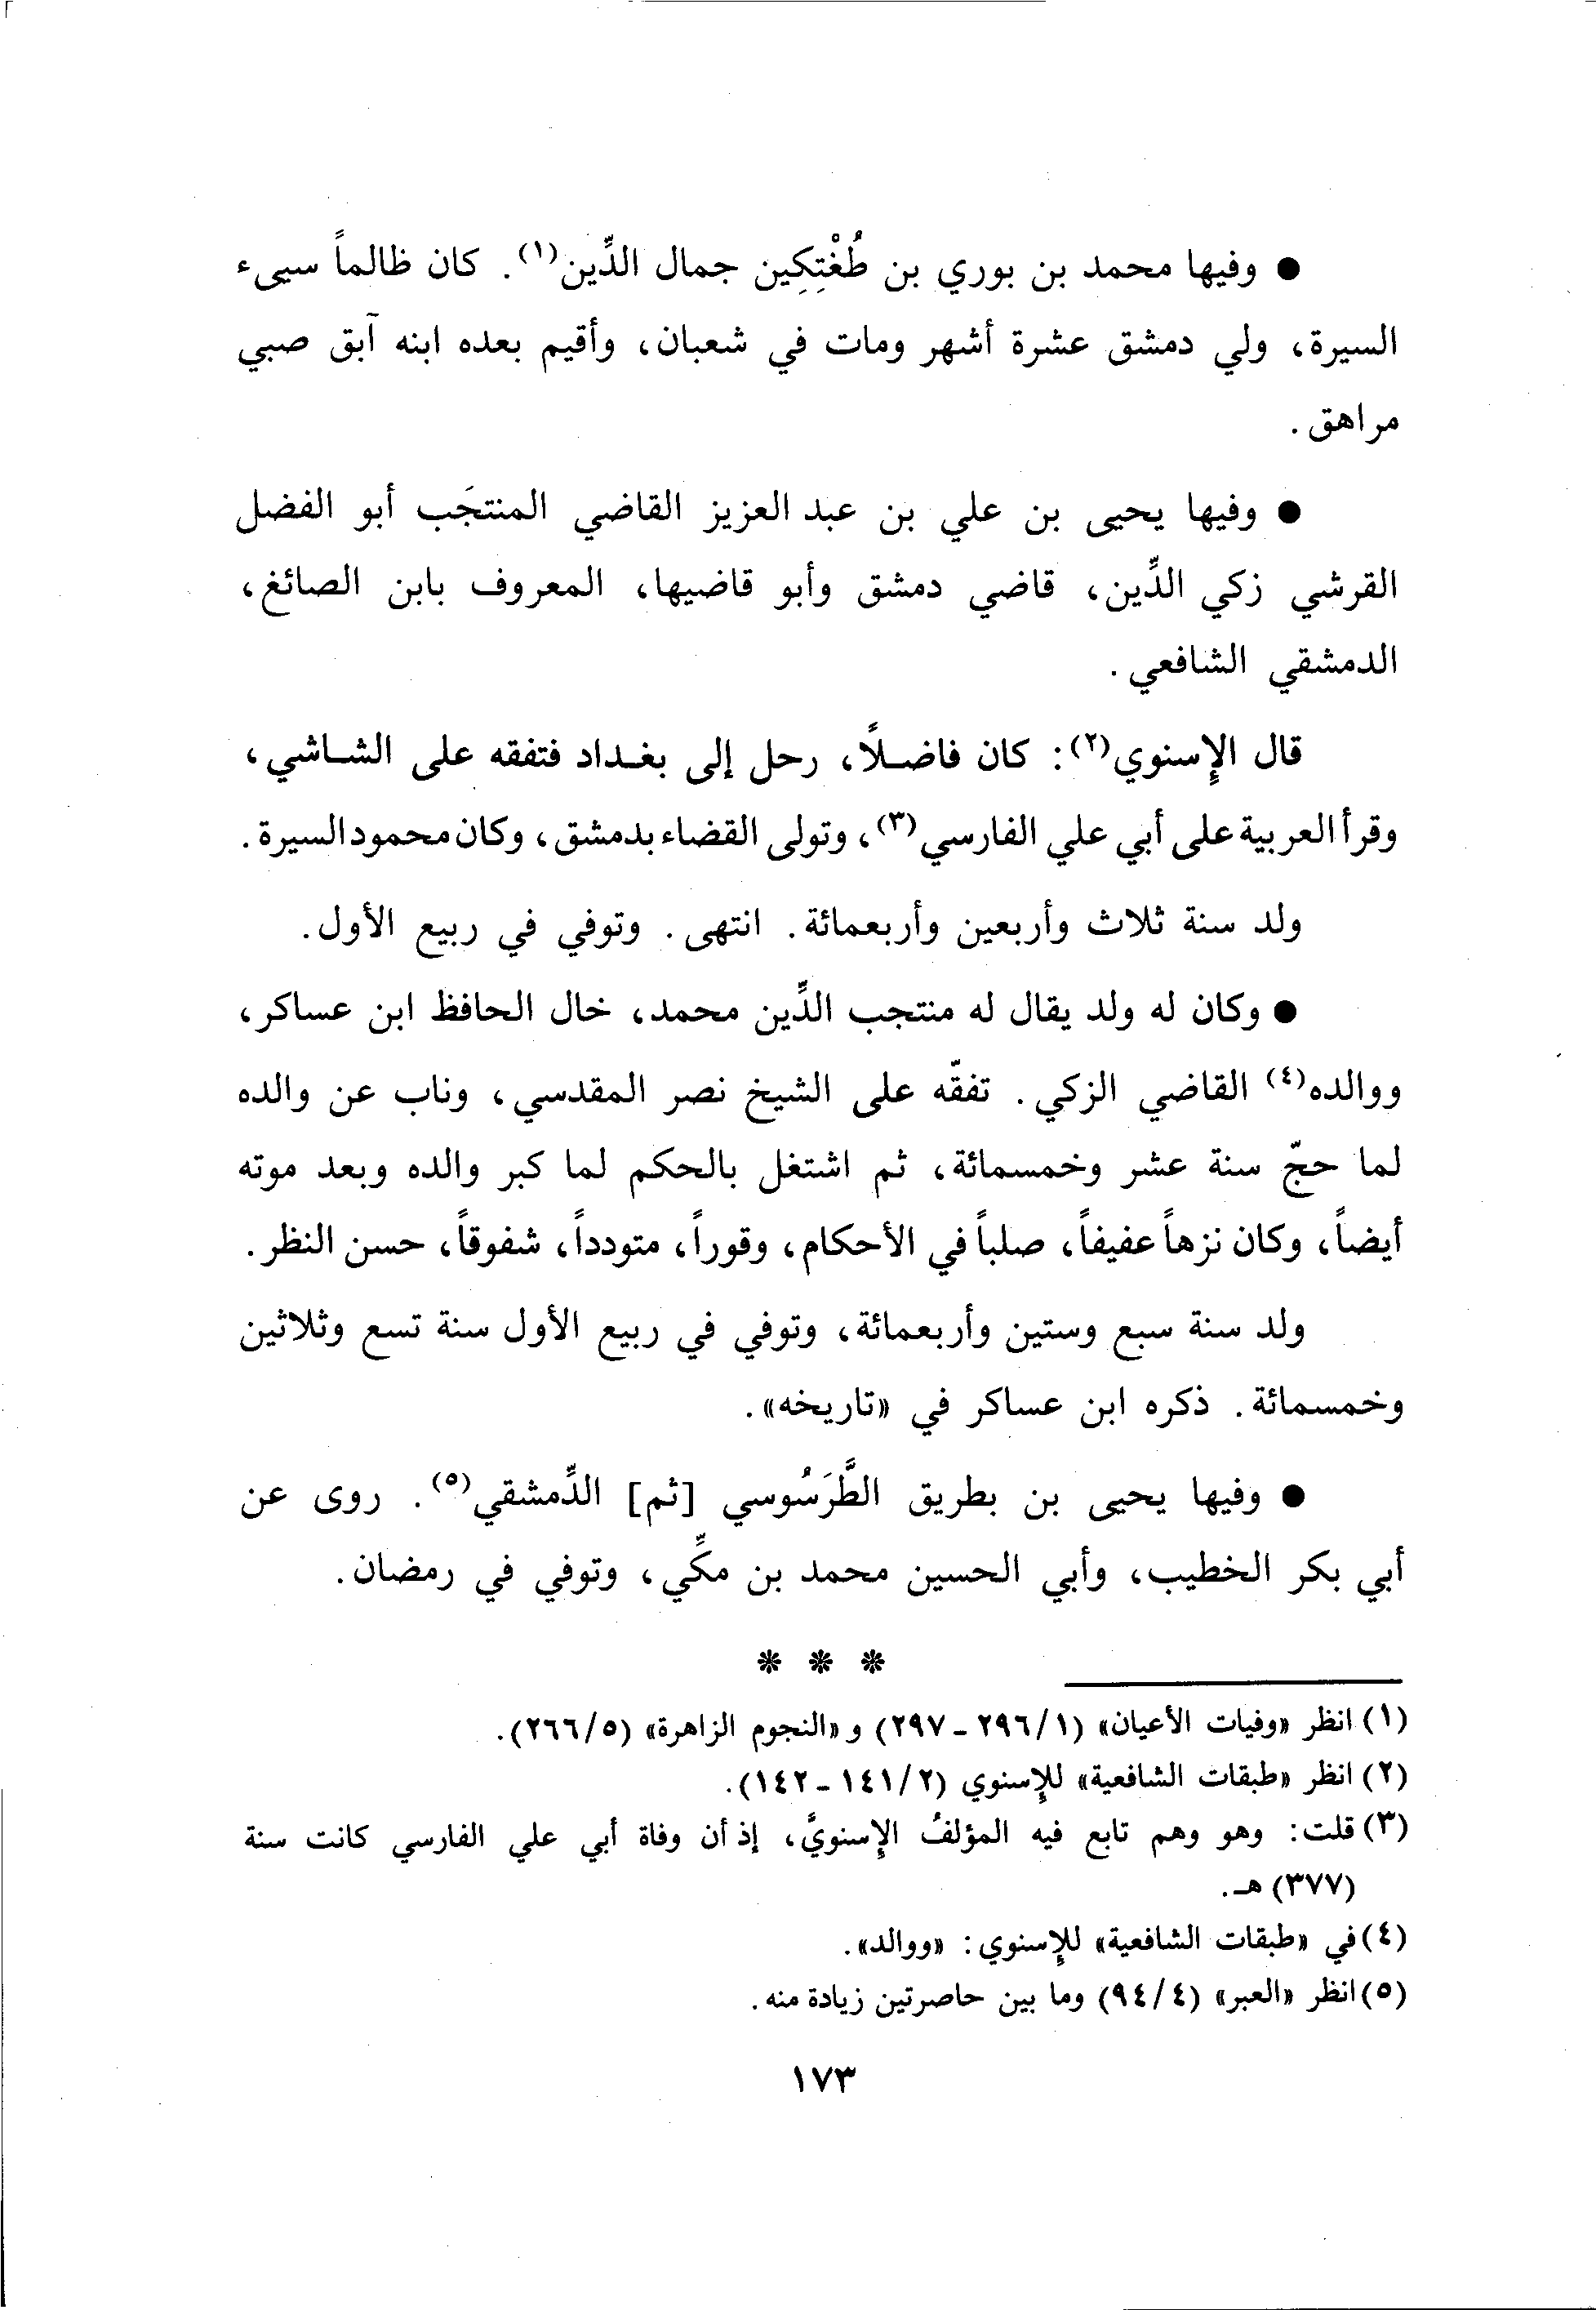 ● وفيها محمد بن بوري بن طُغْتِكِين جمال الدِّين(١). كان ظالماً سيىء
السيرة، ولي دمشق عشرة أشهر ومات في شعبان، وأقيم بعده ابنه آبق صبي
مراهق.
● وفيها يحيى بن علي بن عبد العزيز القاضي المنتجَب أبو الفضل
القرشي زكي الدِّين، قاضي دمشق وأبو قاضيها، المعروف بابن الصائغ،
الدمشقي الشافعي.
قال الإِسنوي(٢): كان فاضـلاً، رحل إلى بغـداد فتفقه على الشـاشي،
وقرأ العربية على أبي علي الفارسي(٣)، وتولى القضاء بدمشق، وكان محمود السيرة.
ولد سنة ثلاث وأربعين وأربعمائة. انتهى. وتوفي في ربيع الأول.
● وكان له ولد يقال له منتجب الدِّين محمد، خال الحافظ ابن عساكر،
ووالده(٤) القاضي الزكي. تفقّه على الشيخ نصر المقدسي، وناب عن والده
لما حجّ سنة عشر وخمسمائة، ثم اشتغل بالحكم لما كبر والده وبعد موته
أيضاً، وكان نزهاً عفيفاً، صلباً في الأحكام، وقوراً، متودداً، شفوقاً، حسن النظر.
ولد سنة سبع وستين وأربعمائة، وتوفي في ربيع الأول سنة تسع وثلاثين
وخمسمائة. ذكره ابن عساكر في «تاريخه».
● وفيها يحيى بن بطريق الطَّرَسُوسي [ثم] الدِّمشقي(٥). روى عن
أبي بكر الخطيب، وأبي الحسين محمد بن مكِّي، وتوفي في رمضان.
* * *
(١) انظر «وفيات الأعيان» (٢٩٦/١ - ٢٩٧) و«النجوم الزاهرة» (٢٦٦/٥).
(٢) انظر «طبقات الشافعية» للإِسنوي (١٤١/٢ - ١٤٢).
(٣) قلت: وهو وهم تابع فيه المؤلفُ الإِسنويَّ، إذ أن وفاة أبي علي الفارسي كانت سنة
(٣٧٧) هـ.
(٤) في «طبقات الشافعية» للإِسنوي: «ووالد».
(٥) انظر «العبر» (٩٤/٤) وما بين حاصرتين زيادة منه.
١٧٣